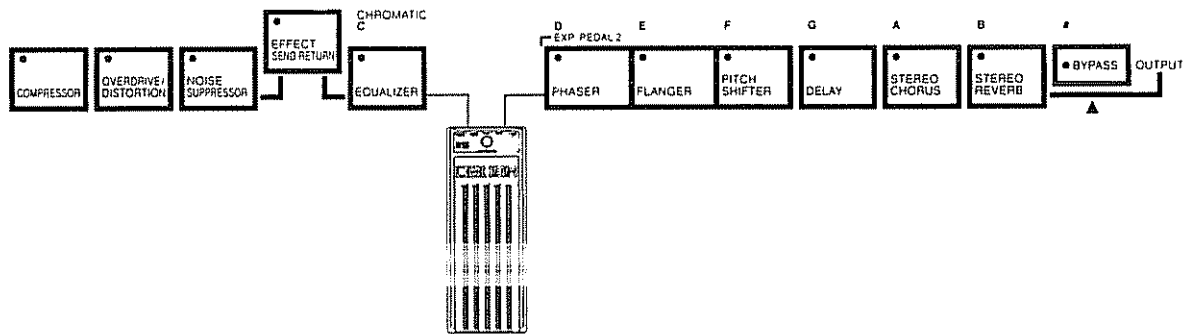 CHROMATIC
C
D
E
F
G
A
B
#
EXP PEDAL 2
COMPRESSOR
OVERDRIVE/
DISTORTION
NOISE
SUPPRESSOR
EFFECT
SEND RETURN
EQUALIZER
PHASER
FLANGER
PITCH
SHIFTER
DELAY
STEREO
CHORUS
STEREO
REVERB
BYPASS
OUTPUT